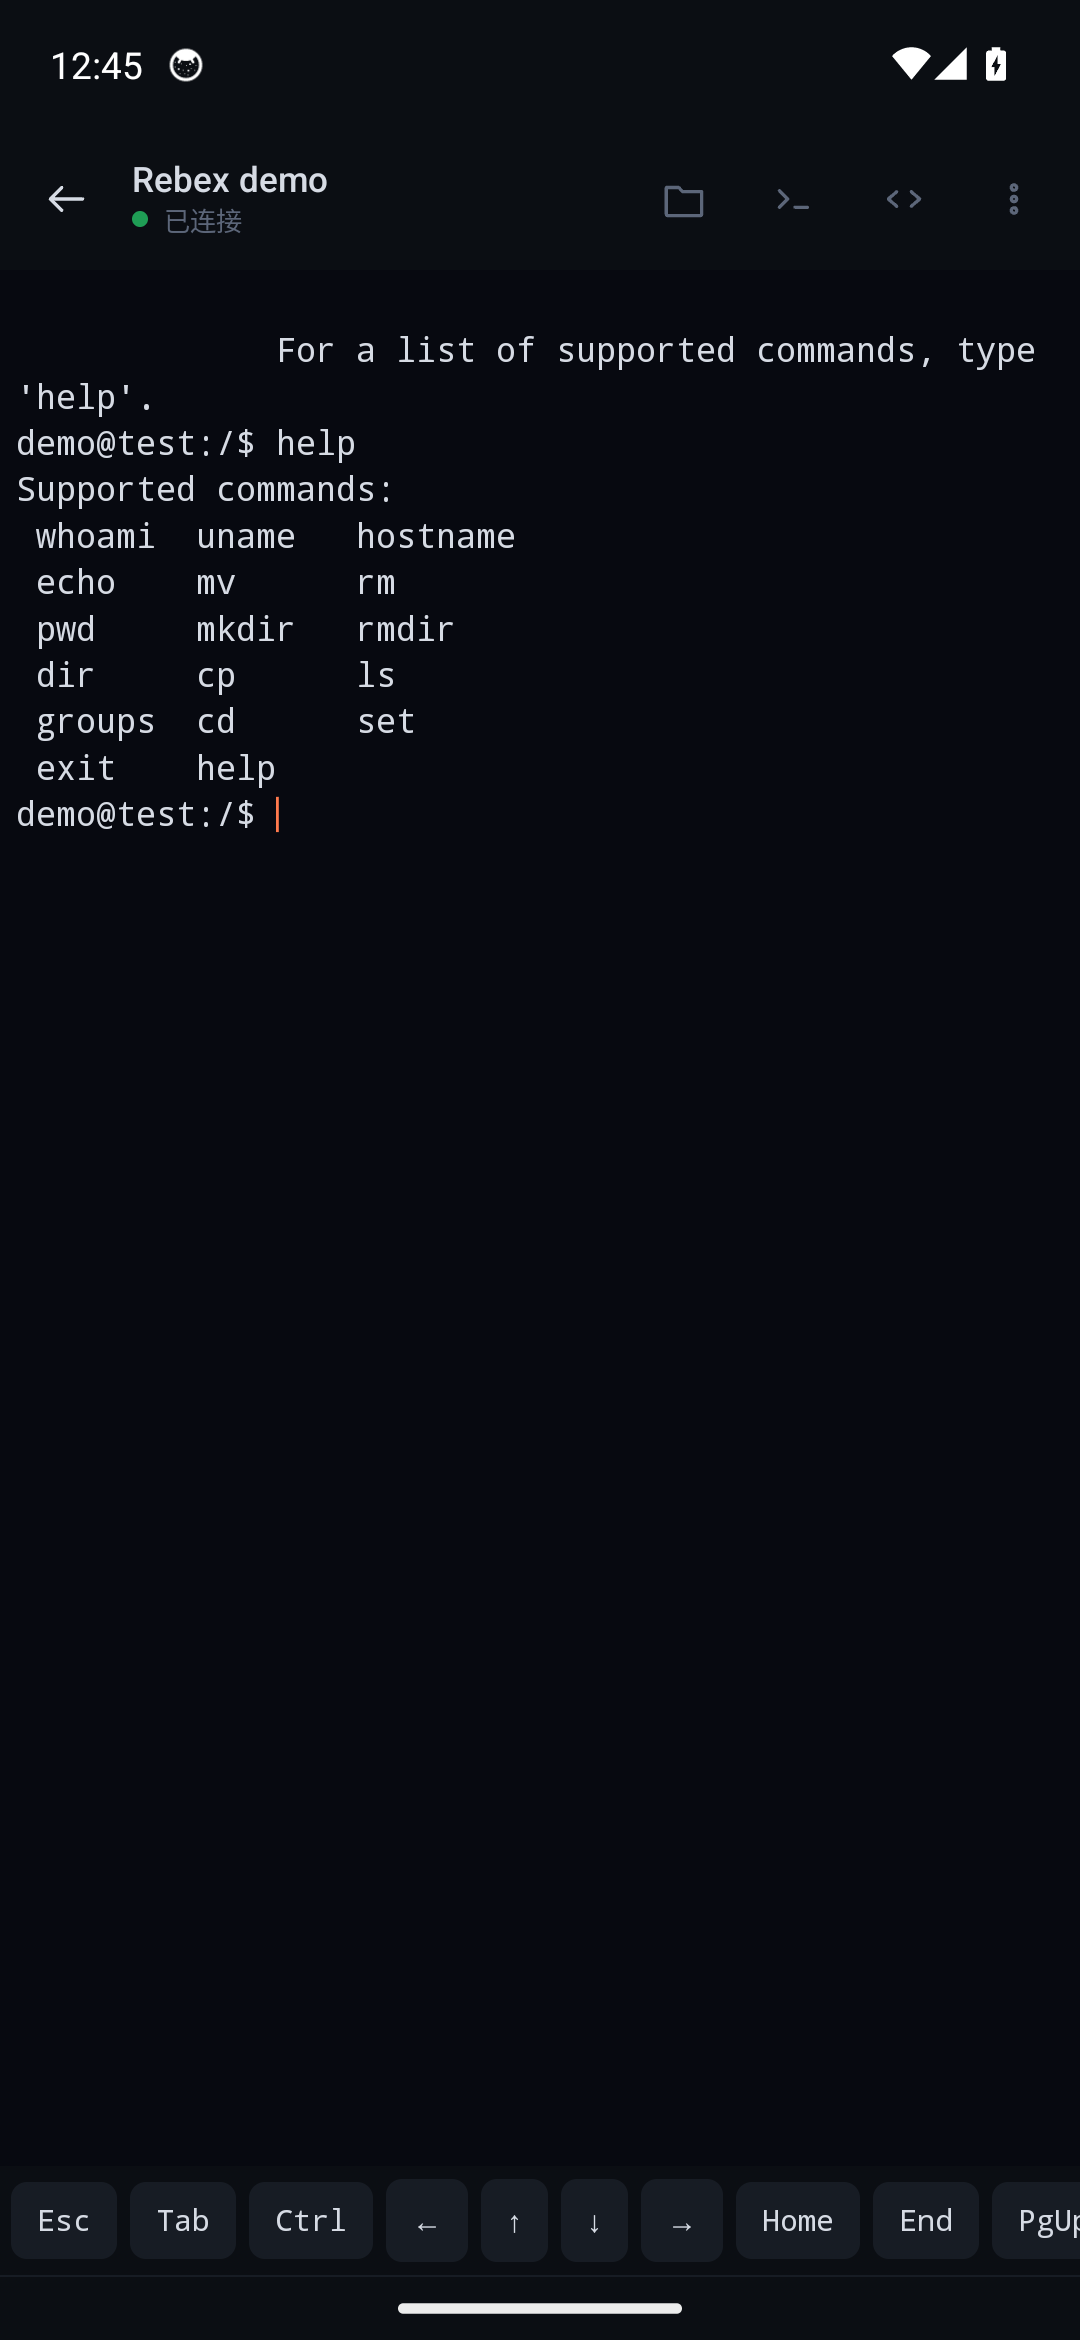 12:45
Rebex demo
已连接
For a list of supported commands, type
'help'.
demo@test:/$ help
Supported commands:
whoami  uname   hostname
echo    mv      rm
pwd     mkdir   rmdir
dir     cp      ls
groups  cd      set
exit    help
demo@test:/$
Esc Tab Ctrl ← ↑ ↓ → Home End PgUp